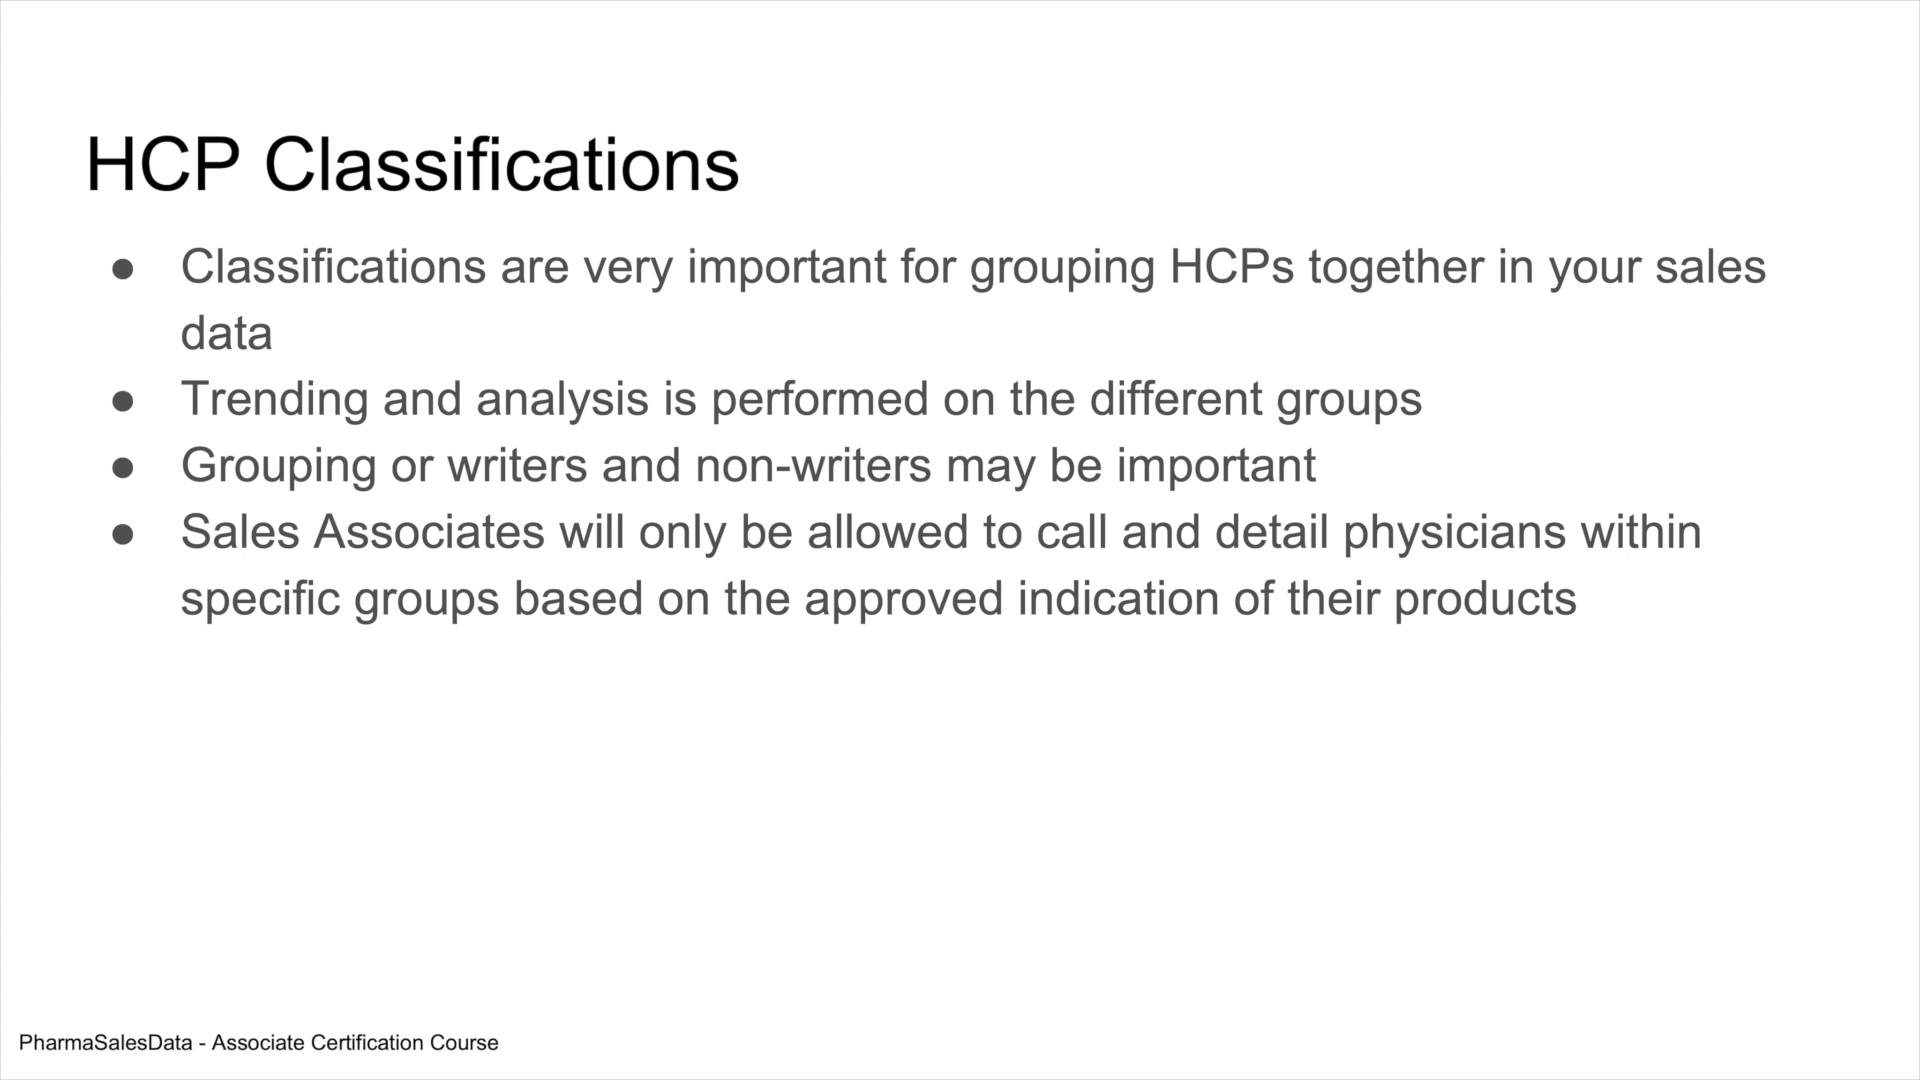 HCP Classifications
● Classifications are very important for grouping HCPs together in your sales
data
● Trending and analysis is performed on the different groups
● Grouping or writers and non-writers may be important
● Sales Associates will only be allowed to call and detail physicians within
specific groups based on the approved indication of their products
PharmaSalesData - Associate Certification Course